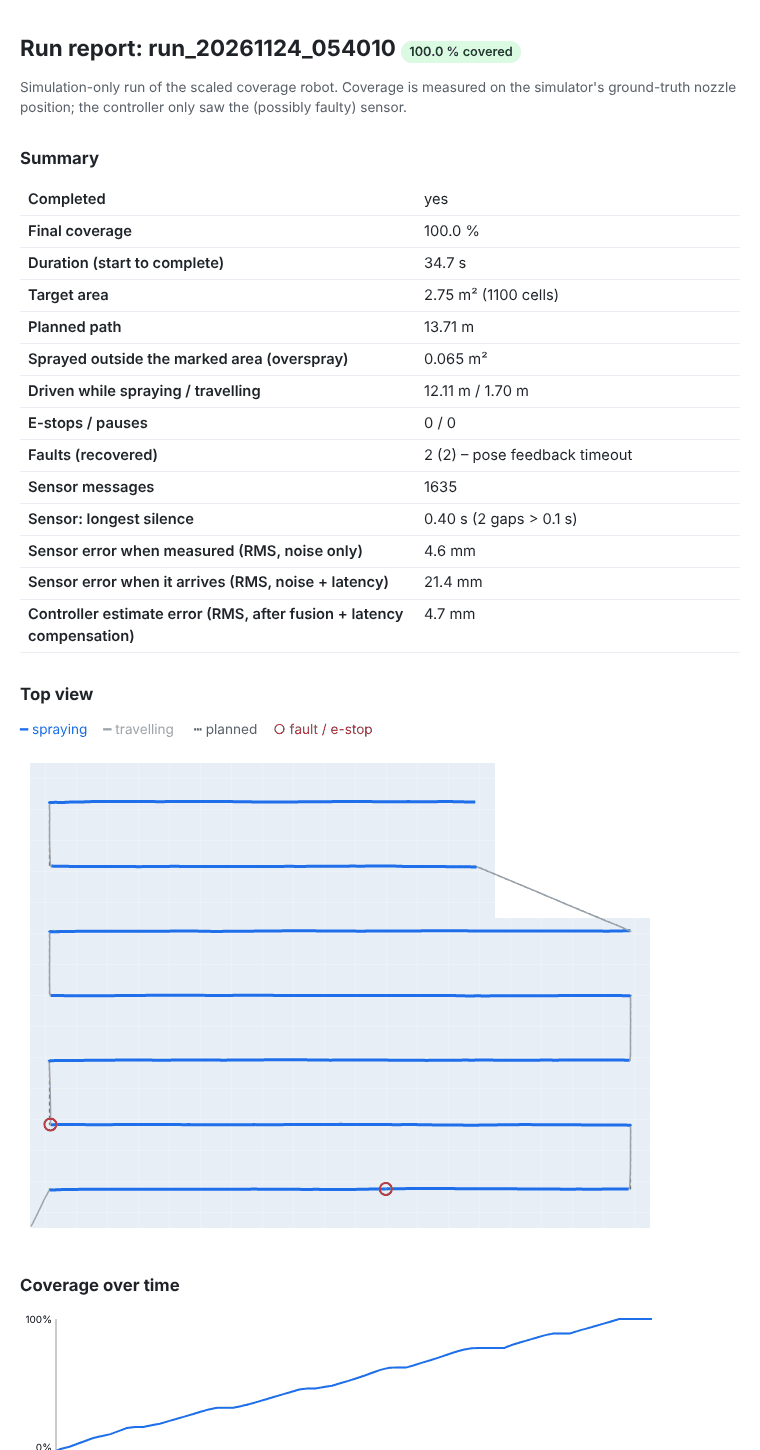 Run report: run_20261124_054010 100.0 % covered
Simulation-only run of the scaled coverage robot. Coverage is measured on the simulator's ground-truth nozzle
position; the controller only saw the (possibly faulty) sensor.
Summary
Completed yes
Final coverage 100.0 %
Duration (start to complete) 34.7 s
Target area 2.75 m² (1100 cells)
Planned path 13.71 m
Sprayed outside the marked area (overspray) 0.065 m²
Driven while spraying / travelling 12.11 m / 1.70 m
E-stops / pauses 0 / 0
Faults (recovered) 2 (2) – pose feedback timeout
Sensor messages 1635
Sensor: longest silence 0.40 s (2 gaps > 0.1 s)
Sensor error when measured (RMS, noise only) 4.6 mm
Sensor error when it arrives (RMS, noise + latency) 21.4 mm
Controller estimate error (RMS, after fusion + latency 4.7 mm
compensation)
Top view
spraying travelling planned fault / e-stop
Coverage over time
100%
0%